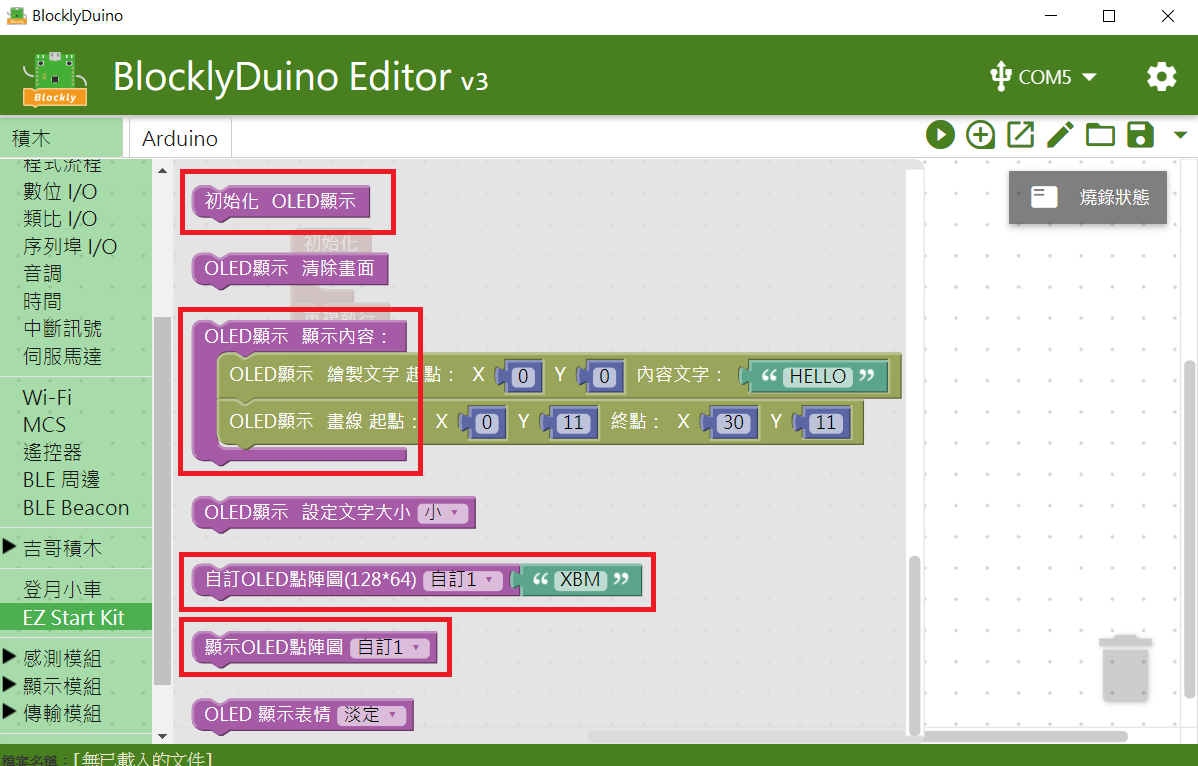 BlocklyDuino
Blockly
BlocklyDuino Editor v3
COM5
積木
Arduino
程式流程
數位 I/O
類比 I/O
序列埠 I/O
音調
時間
中斷訊號
伺服馬達
Wi-Fi
MCS
遙控器
BLE 周邊
BLE Beacon
吉哥積木
登月小車
EZ Start Kit
感測模組
顯示模組
傳輸模組
初始化 OLED顯示
初始化
OLED顯示 清除畫面
重複執行
OLED顯示 顯示內容：
OLED顯示 繪製文字 起點： X 0 Y 0 內容文字： “ HELLO ”
OLED顯示 畫線 起點： X 0 Y 11 終點： X 30 Y 11
OLED顯示 設定文字大小 小
自訂OLED點陣圖(128*64) 自訂1 “ XBM ”
顯示OLED點陣圖 自訂1
OLED 顯示表情 淡定
燒錄狀態
檔案名稱：[無已載入的文件]